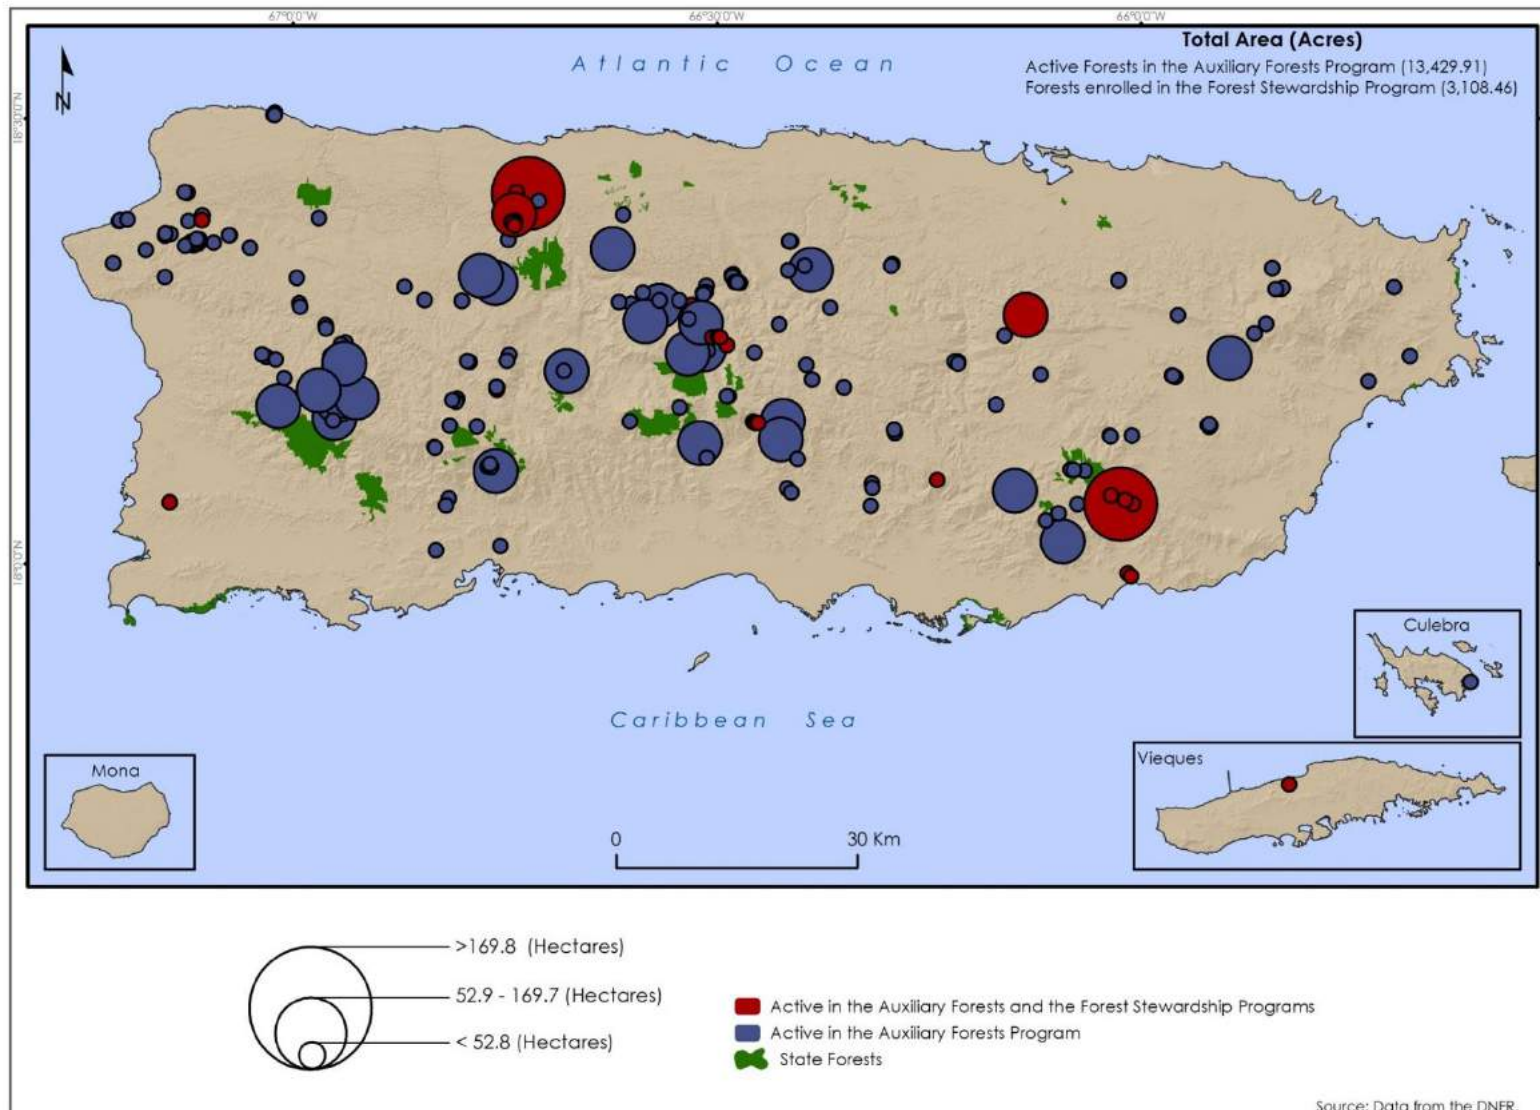 67°0'0"W
66°30'0"W
66°0'0"W
Total Area (Acres)
Active Forests in the Auxiliary Forests Program (13,429.91)
Forests enrolled in the Forest Stewardship Program (3,108.46)
Atlantic Ocean
N
18°30'0"N
18°0'0"N
Culebra
Caribbean Sea
Vieques
Mona
0 30 Km
>169.8 (Hectares)
52.9 - 169.7 (Hectares)
< 52.8 (Hectares)
Active in the Auxiliary Forests and the Forest Stewardship Programs
Active in the Auxiliary Forests Program
State Forests
Source: Data from the DNER